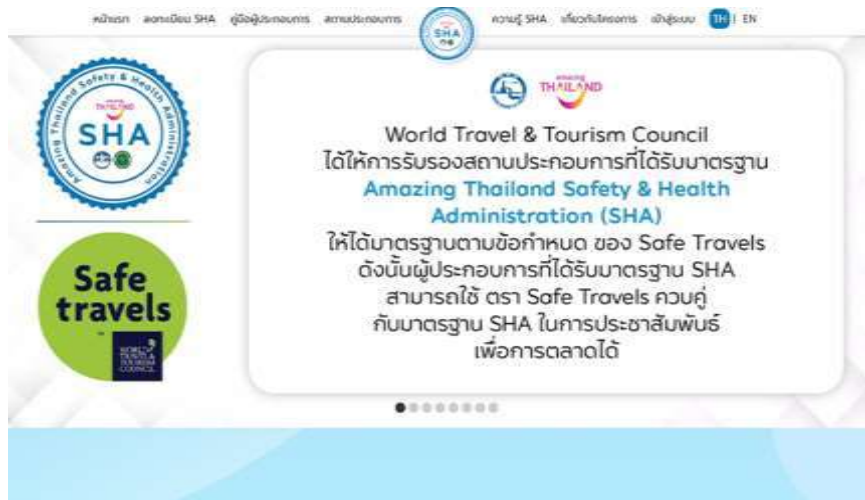 หน้าแรก ลงทะเบียน SHA คู่มือผู้ประกอบการ สถานประกอบการ SHA ความรู้ SHA เกี่ยวกับโครงการ เข้าสู่ระบบ TH | EN
Amazing Thailand Safety & Health Administration
amazing
THAILAND
SHA
Safe
travels
WORLD
TRAVEL &
TOURISM
COUNCIL
amazing
THAILAND
World Travel & Tourism Council
ได้ให้การรับรองสถานประกอบการที่ได้รับมาตรฐาน
Amazing Thailand Safety & Health
Administration (SHA)
ให้ได้มาตรฐานตามข้อกำหนด ของ Safe Travels
ดังนั้นผู้ประกอบการที่ได้รับมาตรฐาน SHA
สามารถใช้ ตรา Safe Travels ควบคู่
กับมาตรฐาน SHA ในการประชาสัมพันธ์
เพื่อการตลาดได้